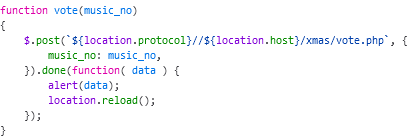 function vote(music_no)
{
    $.post(`${location.protocol}//${location.host}/xmas/vote.php`, {
        music_no: music_no,
    }).done(function( data ) {
        alert(data);
        location.reload();
    });
}